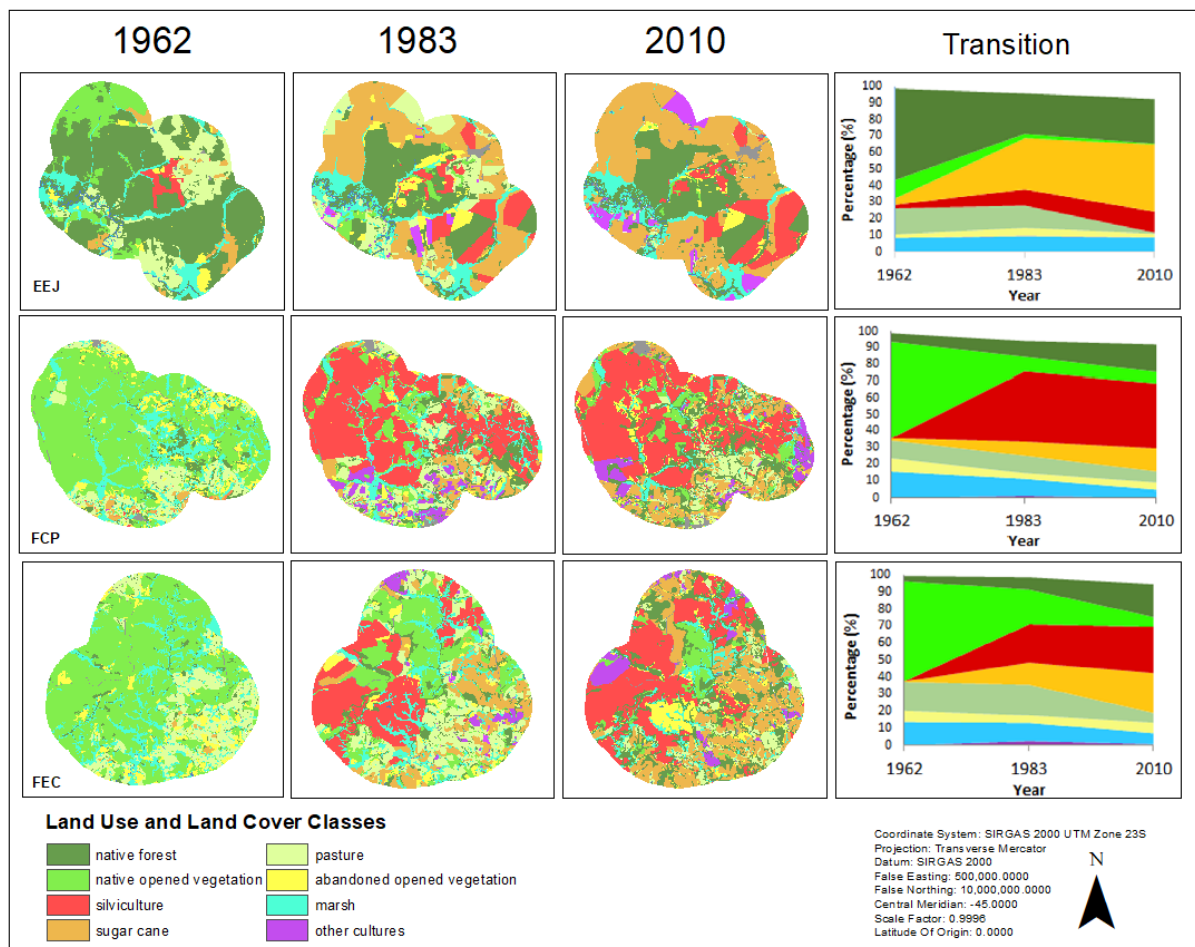 1962
1983
2010
Transition
EEJ
100
90
80
70
60
50
40
30
20
10
0
Percentage (%)
1962
1983
2010
Year
FCP
100
90
80
70
60
50
40
30
20
10
0
Percentage (%)
1962
1983
2010
Year
FEC
100
90
80
70
60
50
40
30
20
10
0
Percentage (%)
1962
1983
2010
Year
Land Use and Land Cover Classes
native forest
native opened vegetation
silviculture
sugar cane
pasture
abandoned opened vegetation
marsh
other cultures
Coordinate System: SIRGAS 2000 UTM Zone 23S
Projection: Transverse Mercator
Datum: SIRGAS 2000
False Easting: 500,000.0000
False Northing: 10,000,000.0000
Central Meridian: -45.0000
Scale Factor: 0.9996
Latitude Of Origin: 0.0000
N